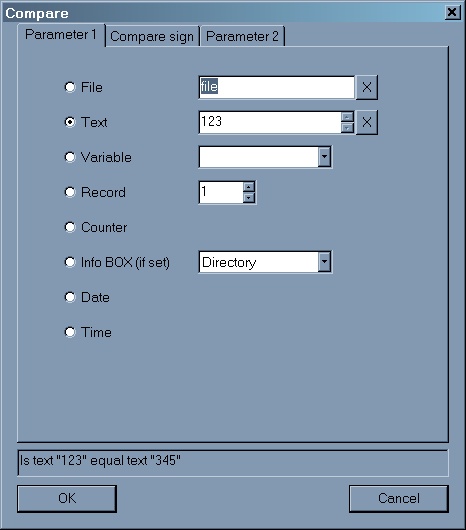 Compare
Parameter 1 Compare sign Parameter 2
File file X
Text 123 X
Variable
Record 1
Counter
Info BOX (if set) Directory
Date
Time
Is text "123" equal text "345"
OK Cancel